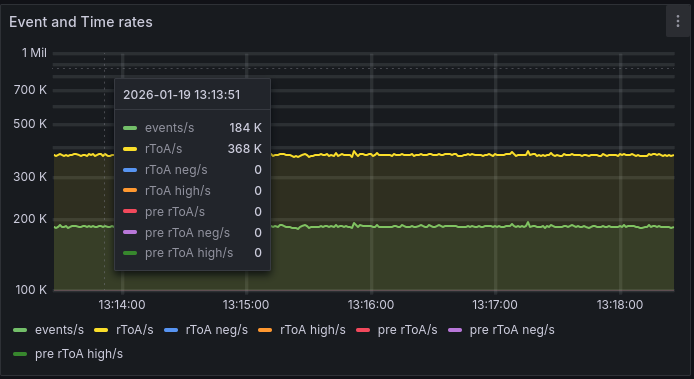 Event and Time rates
1 Mil
700 K
500 K
300 K
200 K
100 K
2026-01-19 13:13:51
events/s 184 K
rToA/s 368 K
rToA neg/s 0
rToA high/s 0
pre rToA/s 0
pre rToA neg/s 0
pre rToA high/s 0
13:14:00 13:15:00 13:16:00 13:17:00 13:18:00
events/s rToA/s rToA neg/s rToA high/s pre rToA/s pre rToA neg/s
pre rToA high/s